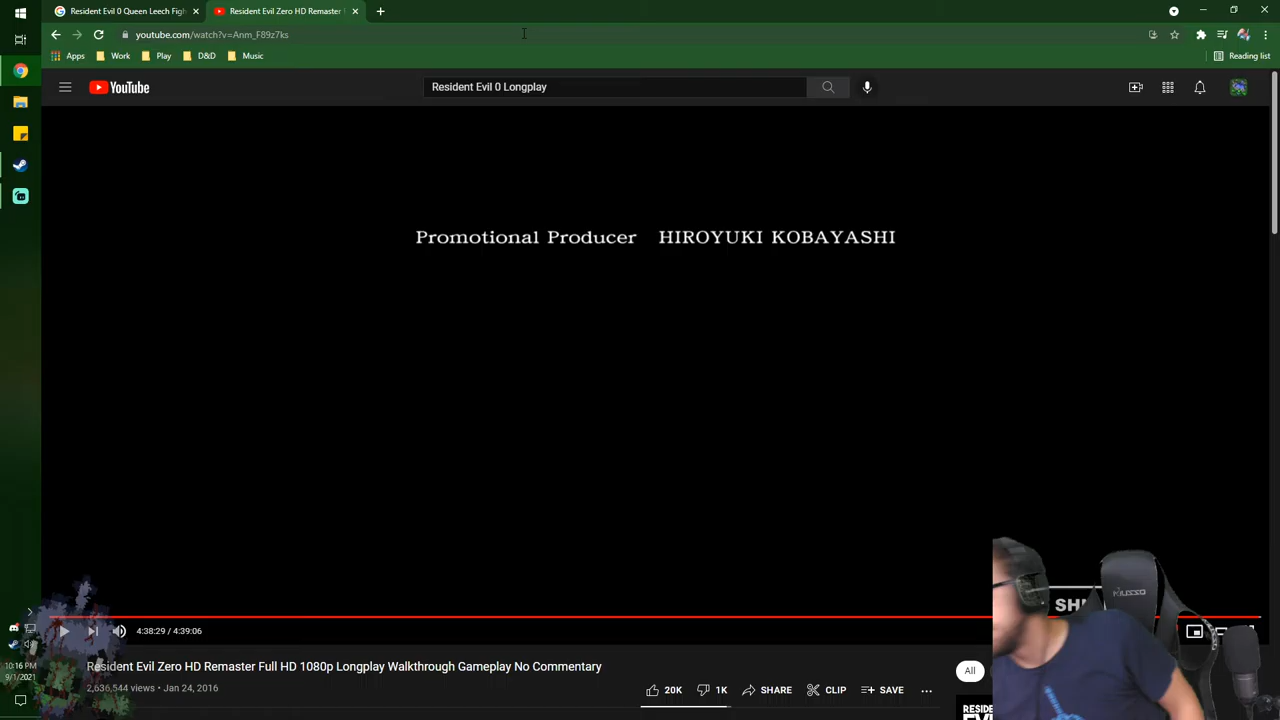 Resident Evil 0 Queen Leech Figh
Resident Evil Zero HD Remaster
youtube.com/watch?v=Anm_F89z7ks
Apps Work Play D&D Music Reading list
YouTube
Resident Evil 0 Longplay
Promotional Producer HIROYUKI KOBAYASHI
4:38:29 / 4:39:06
10:16 PM
9/1/2021
Resident Evil Zero HD Remaster Full HD 1080p Longplay Walkthrough Gameplay No Commentary
2,636,544 views • Jan 24, 2016
20K 1K SHARE CLIP SAVE
All